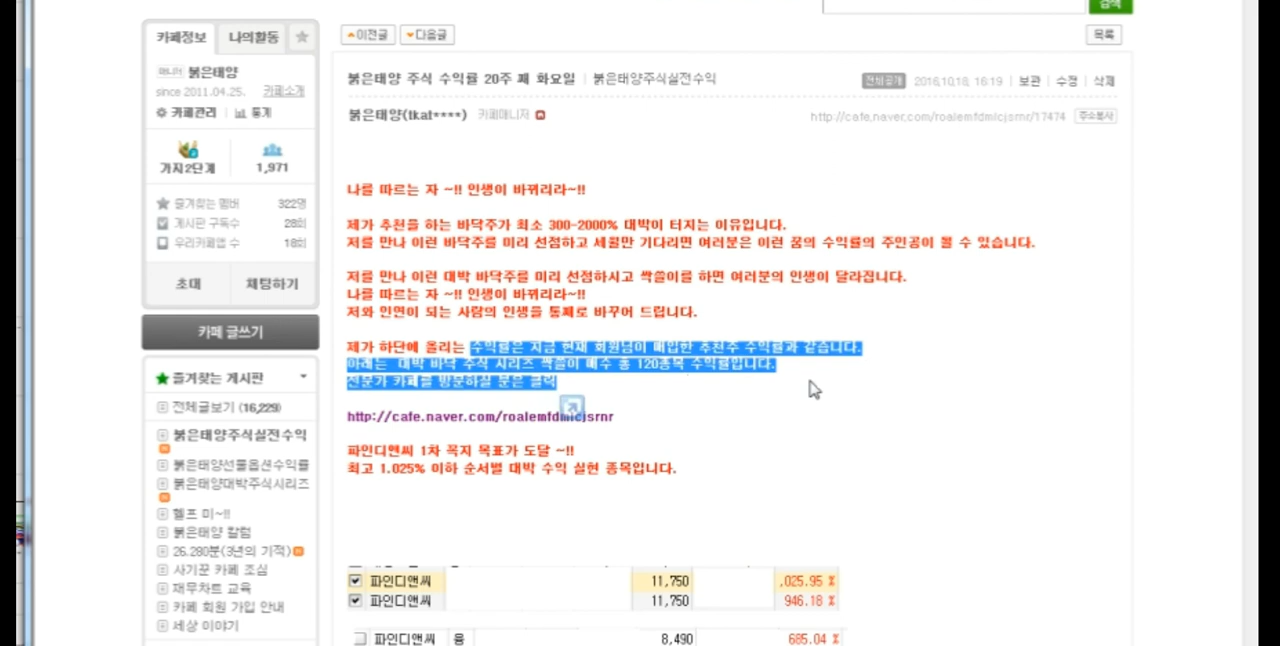 검색
카페정보 나의활동
이전글 다음글 목록
매니저 붉은태양
since 2011.04.25. 카페소개
카페관리 통계
가지2단계 1,971
즐겨찾는 멤버 322명
게시판 구독수 28회
우리카페앱 수 18회
초대 채팅하기
카페 글쓰기
즐겨찾는 게시판
전체글보기 (16,229)
붉은태양주식실전수익
붉은태양선물옵션수익률
붉은태양대박주식시리즈
헬프 미~!!
붉은태양 칼럼
26.280분(3년의 기적)
사기꾼 카페 조심
재무차트 교육
카페 회원 가입 안내
세상 이야기
붉은태양 주식 수익률 20주 째 화요일 | 붉은태양주식실전수익 전체공개 2016.10.18. 16:19 | 보관 | 수정 | 삭제
붉은태양(tkat****) 카페매니저 http://cafe.naver.com/roalemfdmlcjsrnr/17474 주소복사
나를 따르는 자 ~!! 인생이 바뀌리라~!!
제가 추천을 하는 바닥주가 최소 300-2000% 대박이 터지는 이유입니다.
저를 만나 이런 바닥주를 미리 선점하고 세월만 기다리면 여러분은 이런 꿈의 수익률의 주인공이 될 수 있습니다.
저를 만나 이런 대박 바닥주를 미리 선점하시고 싹쓸이를 하면 여러분의 인생이 달라집니다.
나를 따르는 자 ~!! 인생이 바뀌리라~!!
저와 인연이 되는 사람의 인생을 통째로 바꾸어 드립니다.
제가 하단에 올리는 수익률은 지금 현재 회원님이 매입한 추천주 수익률과 같습니다.
아래는 대박 바닥 주식 시리즈 싹쓸이 매수 총 120종목 수익률입니다.
전문가 카페를 방문하실 분은 클릭
http://cafe.naver.com/roalemfdmlcjsrnr
파인디앤씨 1차 꼭지 목표가 도달 ~!!
최고 1.025% 이하 순서별 대박 수익 실현 종목입니다.
파인디앤씨 11,750 ,025.95 %
파인디앤씨 11,750 946.18 %
파인디앤씨 융 8,490 685.04 %